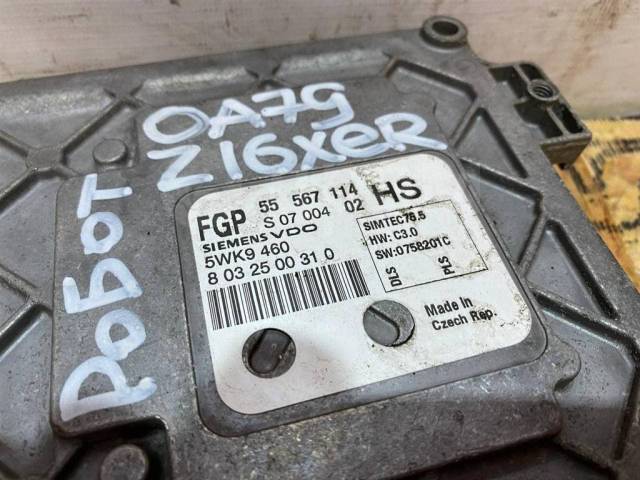 OA79
Z16XER
РОБОТ
FGP 55 567 114 HS
S 07 004 02
SIEMENS VDO
5WK9 460
8 03 25 00 31 0
SIMTEC76.5
HW: C3.0
SW:0758201C
DLS PLS
Made in
Czech Rep.